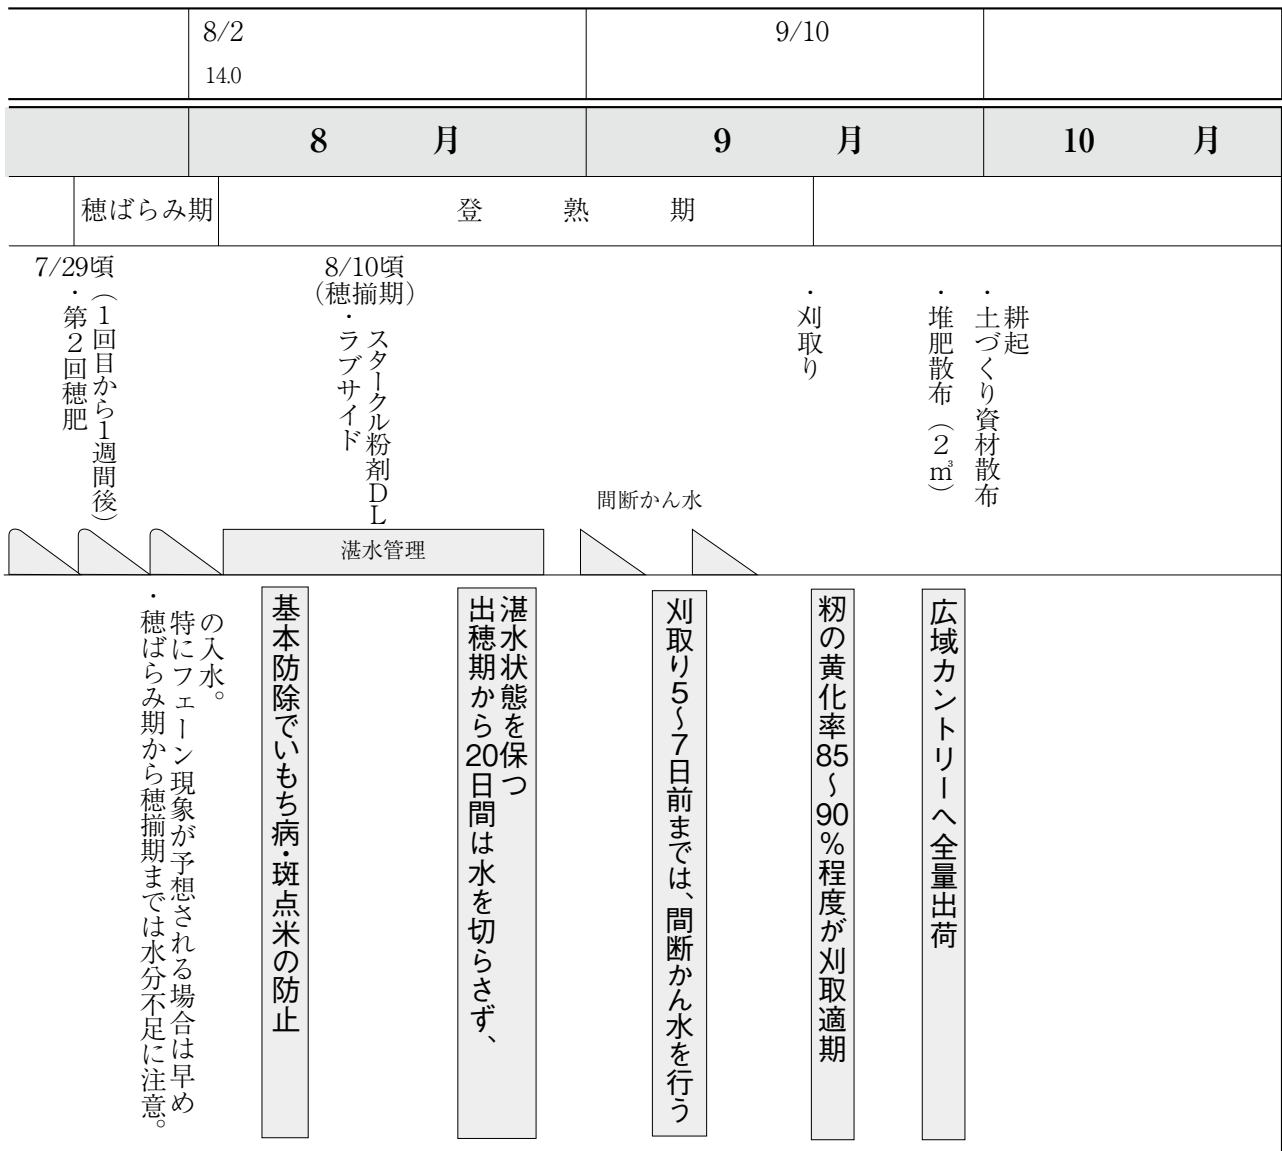 8/2
9/10
14.0
8 月
9 月
10 月
穂ばらみ期
登 熟 期
7/29頃
・第2回穂肥
（1回目から1週間後）
8/10頃
（穂揃期）
・ラブサイド
スタークル粉剤DL
・刈取り
・堆肥散布（2㎥）
・土づくり資材散布
耕起
間断かん水
湛水管理
・穂ばらみ期から穂揃期までは水分不足に注意。
特にフェーン現象が予想される場合は早め
の入水。
基本防除でいもち病・斑点米の防止
出穂期から20日間は水を切らさず、
湛水状態を保つ
刈取り5～7日前までは、間断かん水を行う
籾の黄化率85～90％程度が刈取適期
広域カントリーへ全量出荷